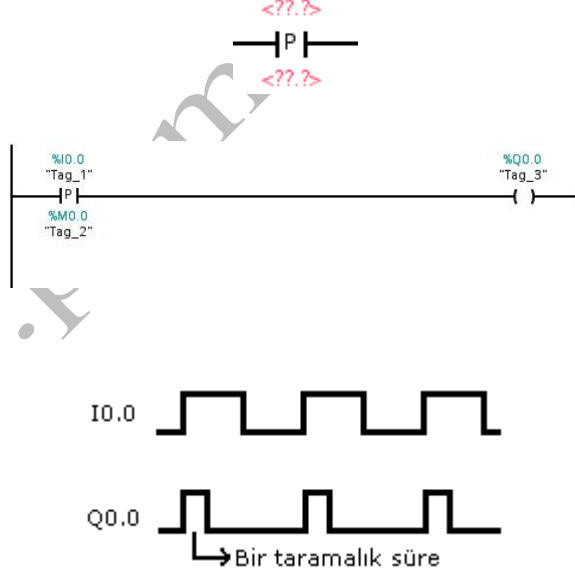 <??.?>
P
<??.?>
%I0.0
"Tag_1"
P
%M0.0
"Tag_2"
%Q0.0
"Tag_3"
I0.0
Q0.0
Bir taramalık süre